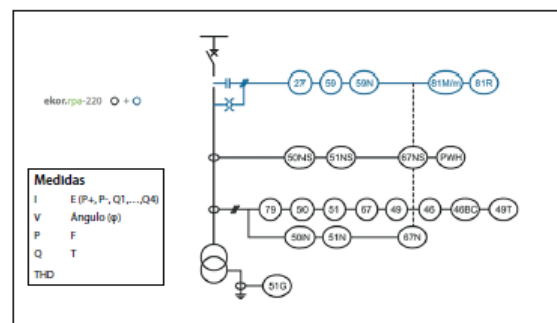 27 59 59N 81M/m 81R
ekor.rpa-220 +
50NS 51NS 67NS PWH
Medidas
I E (P+, P-, Q1,...,Q4)
V Ángulo (φ)
P F
Q T
THD
79 50 51 67 49 46 46BC 49T
50N 51N 67N
51G